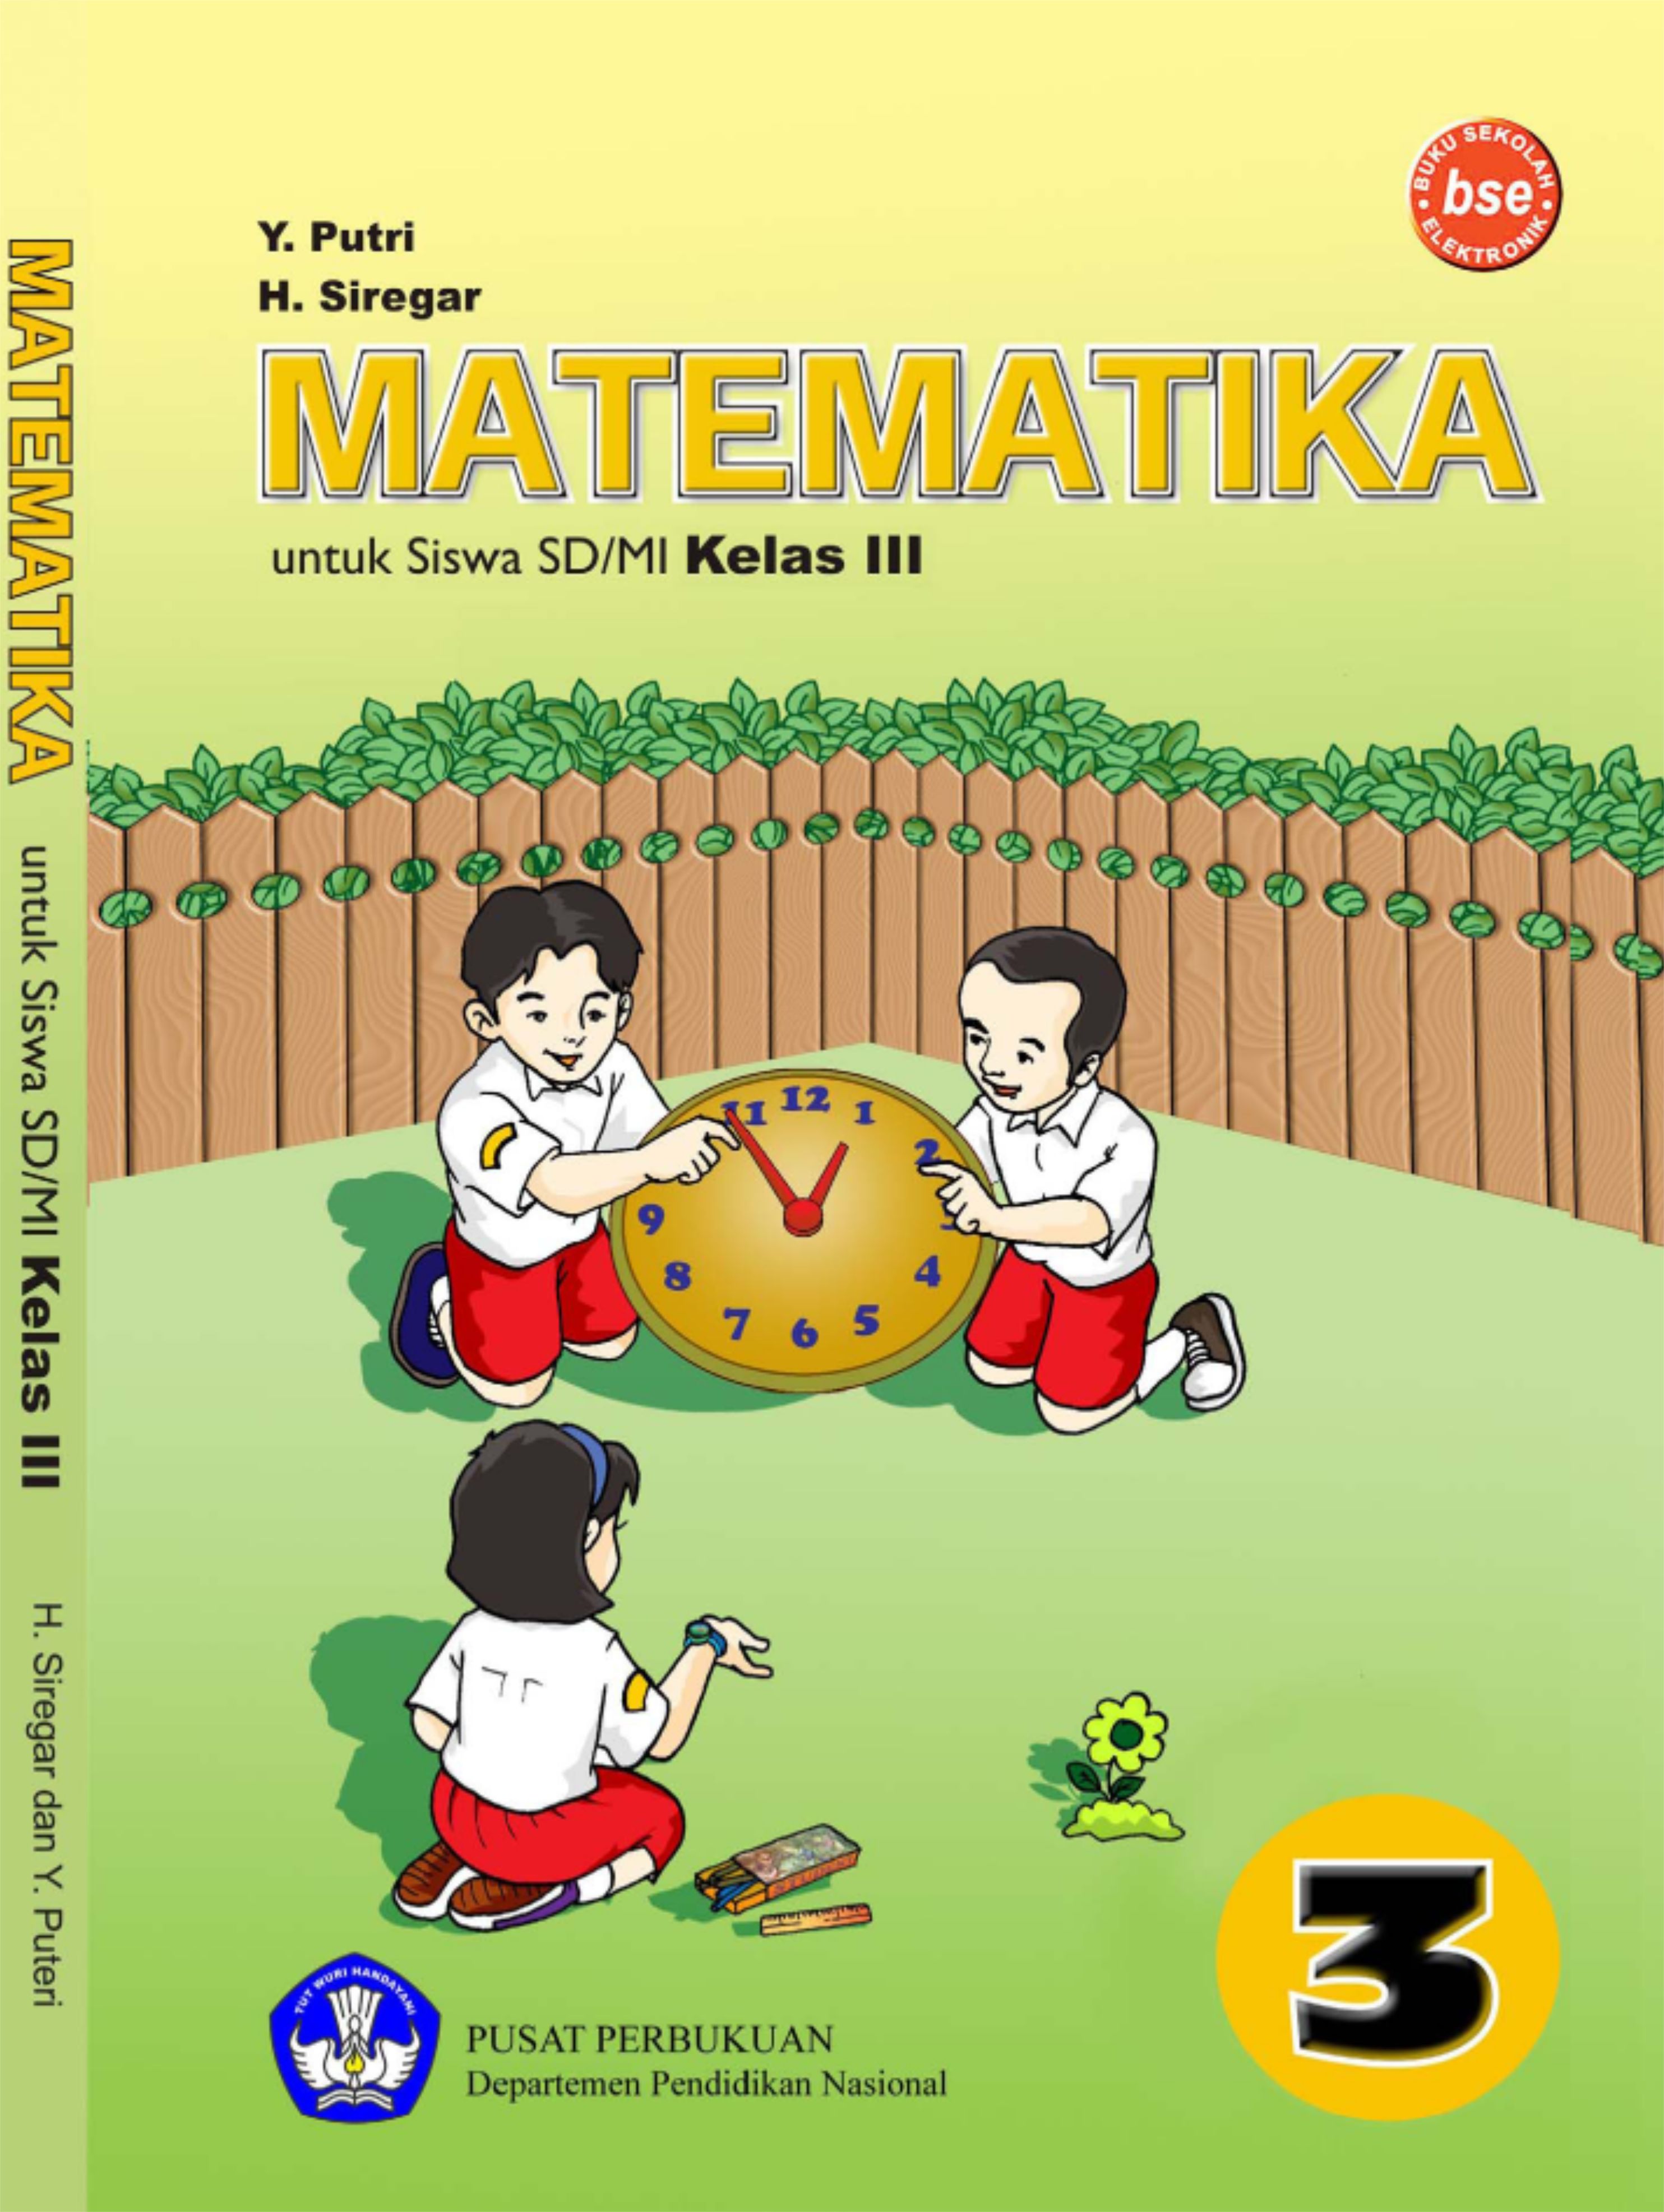 BUKU SEKOLAH
bse
ELEKTRONIK
Y. Putri
H. Siregar
MATEMATIKA
untuk Siswa SD/MI Kelas III
MATEMATIKA untuk Siswa SD/MI Kelas III H. Siregar dan Y. Puteri
11 12 1
2
9
8 4
7 6 5
TUT WURI HANDAYANI
PUSAT PERBUKUAN
Departemen Pendidikan Nasional
3